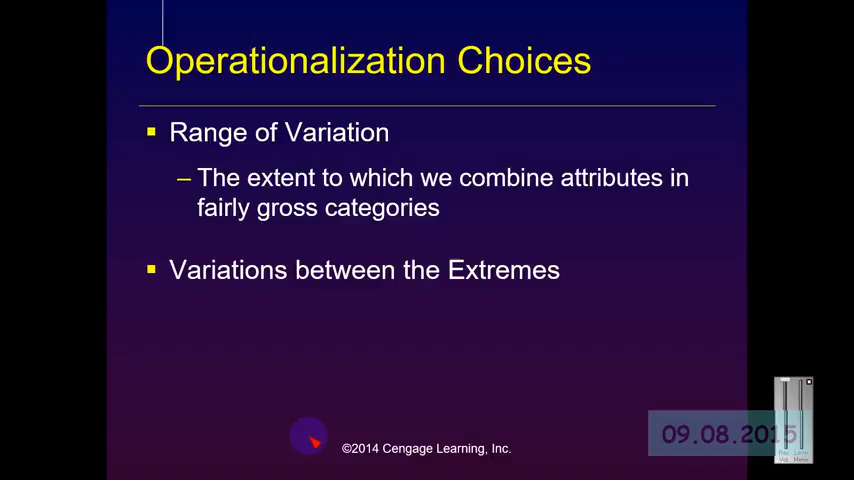 Operationalization Choices
Range of Variation
– The extent to which we combine attributes in
fairly gross categories
Variations between the Extremes
©2014 Cengage Learning, Inc.
09.08.2015